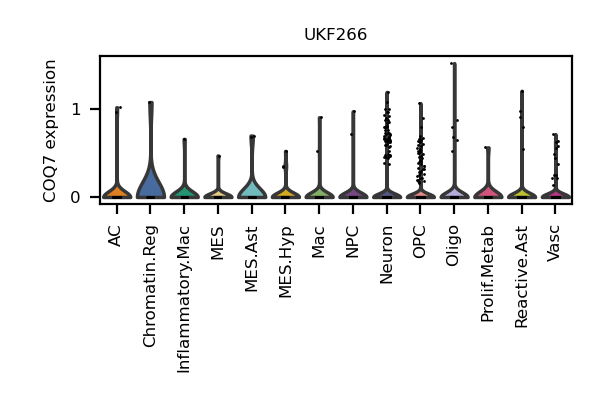 UKF266
COQ7 expression
1
0
AC
Chromatin.Reg
Inflammatory.Mac
MES
MES.Ast
MES.Hyp
Mac
NPC
Neuron
OPC
Oligo
Prolif.Metab
Reactive.Ast
Vasc